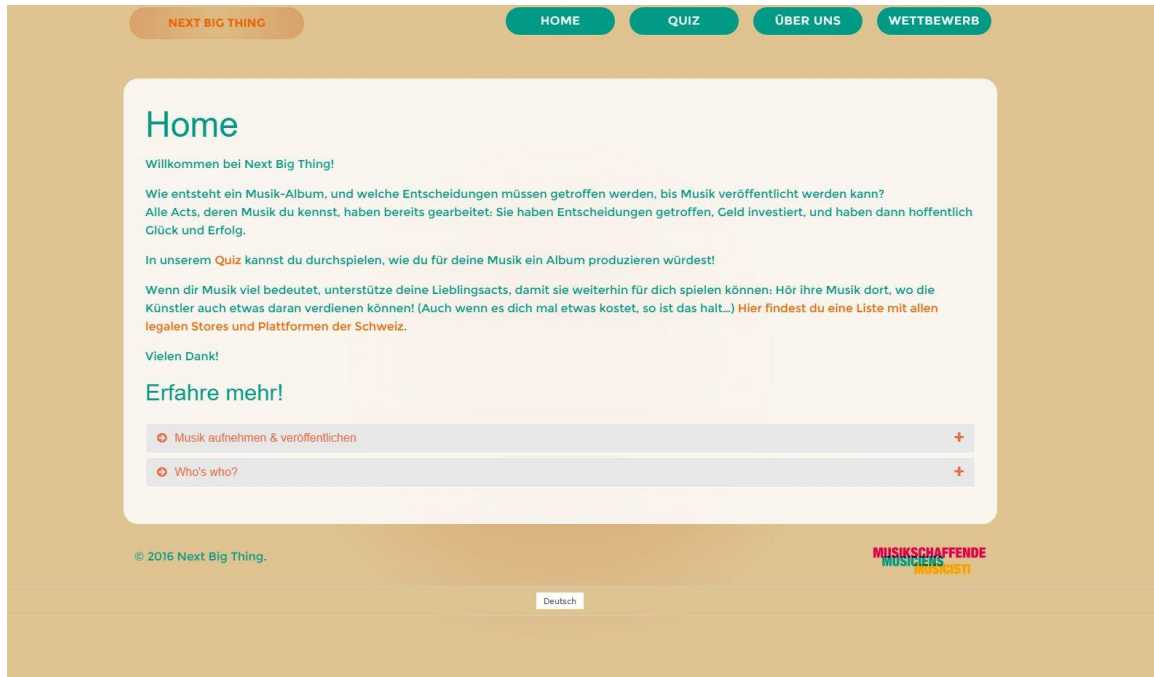 NEXT BIG THING
HOME
QUIZ
ÜBER UNS
WETTBEWERB
Home
Willkommen bei Next Big Thing!
Wie entsteht ein Musik-Album, und welche Entscheidungen müssen getroffen werden, bis Musik veröffentlicht werden kann?
Alle Acts, deren Musik du kennst, haben bereits gearbeitet: Sie haben Entscheidungen getroffen, Geld investiert, und haben dann hoffentlich
Glück und Erfolg.
In unserem Quiz kannst du durchspielen, wie du für deine Musik ein Album produzieren würdest!
Wenn dir Musik viel bedeutet, unterstütze deine Lieblingsacts, damit sie weiterhin für dich spielen können: Hör ihre Musik dort, wo die
Künstler auch etwas daran verdienen können! (Auch wenn es dich mal etwas kostet, so ist das halt…) Hier findest du eine Liste mit allen
legalen Stores und Plattformen der Schweiz.
Vielen Dank!
Erfahre mehr!
Musik aufnehmen & veröffentlichen
Who's who?
© 2016 Next Big Thing.
MUSIKSCHAFFENDE
MUSICIENS
MUSICISTI
Deutsch